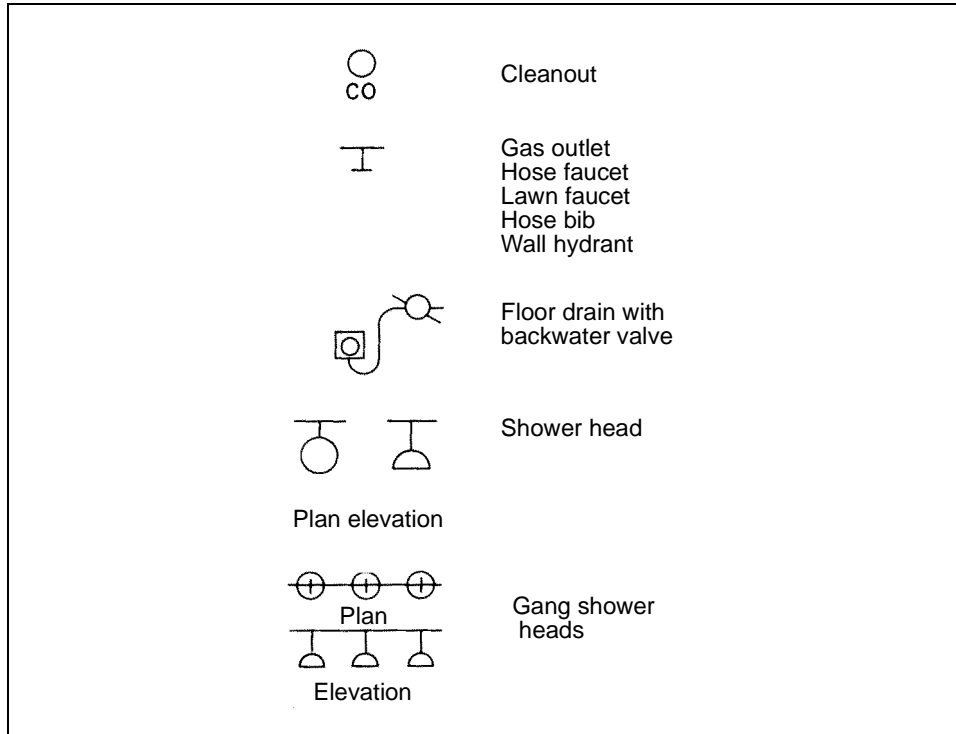 CO
Cleanout
Gas outlet
Hose faucet
Lawn faucet
Hose bib
Wall hydrant
Floor drain with
backwater valve
Shower head
Plan elevation
Plan
Elevation
Gang shower
heads